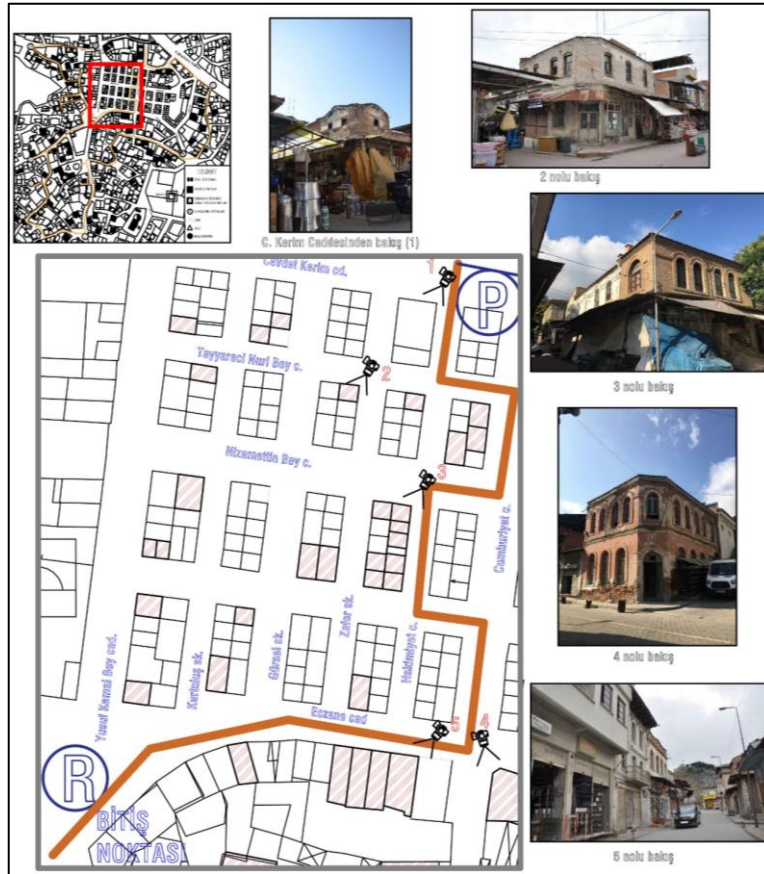 2 nolu bakış
C. Kerim Caddesinden bakış (1)
3 nolu bakış
4 nolu bakış
5 nolu bakış
Cevdet Kerim cd.
1
P
Tayyareci Nuri Bey c.
2
Nizamettin Bey c.
3
Cumhuriyet c.
Zafer sk.
Hakimiyet c.
Gürsel sk.
Kurtuluş sk.
Yusuf Kemal Bey cad.
Eczane cad
5
4
R
BİTİŞ
NOKTASI